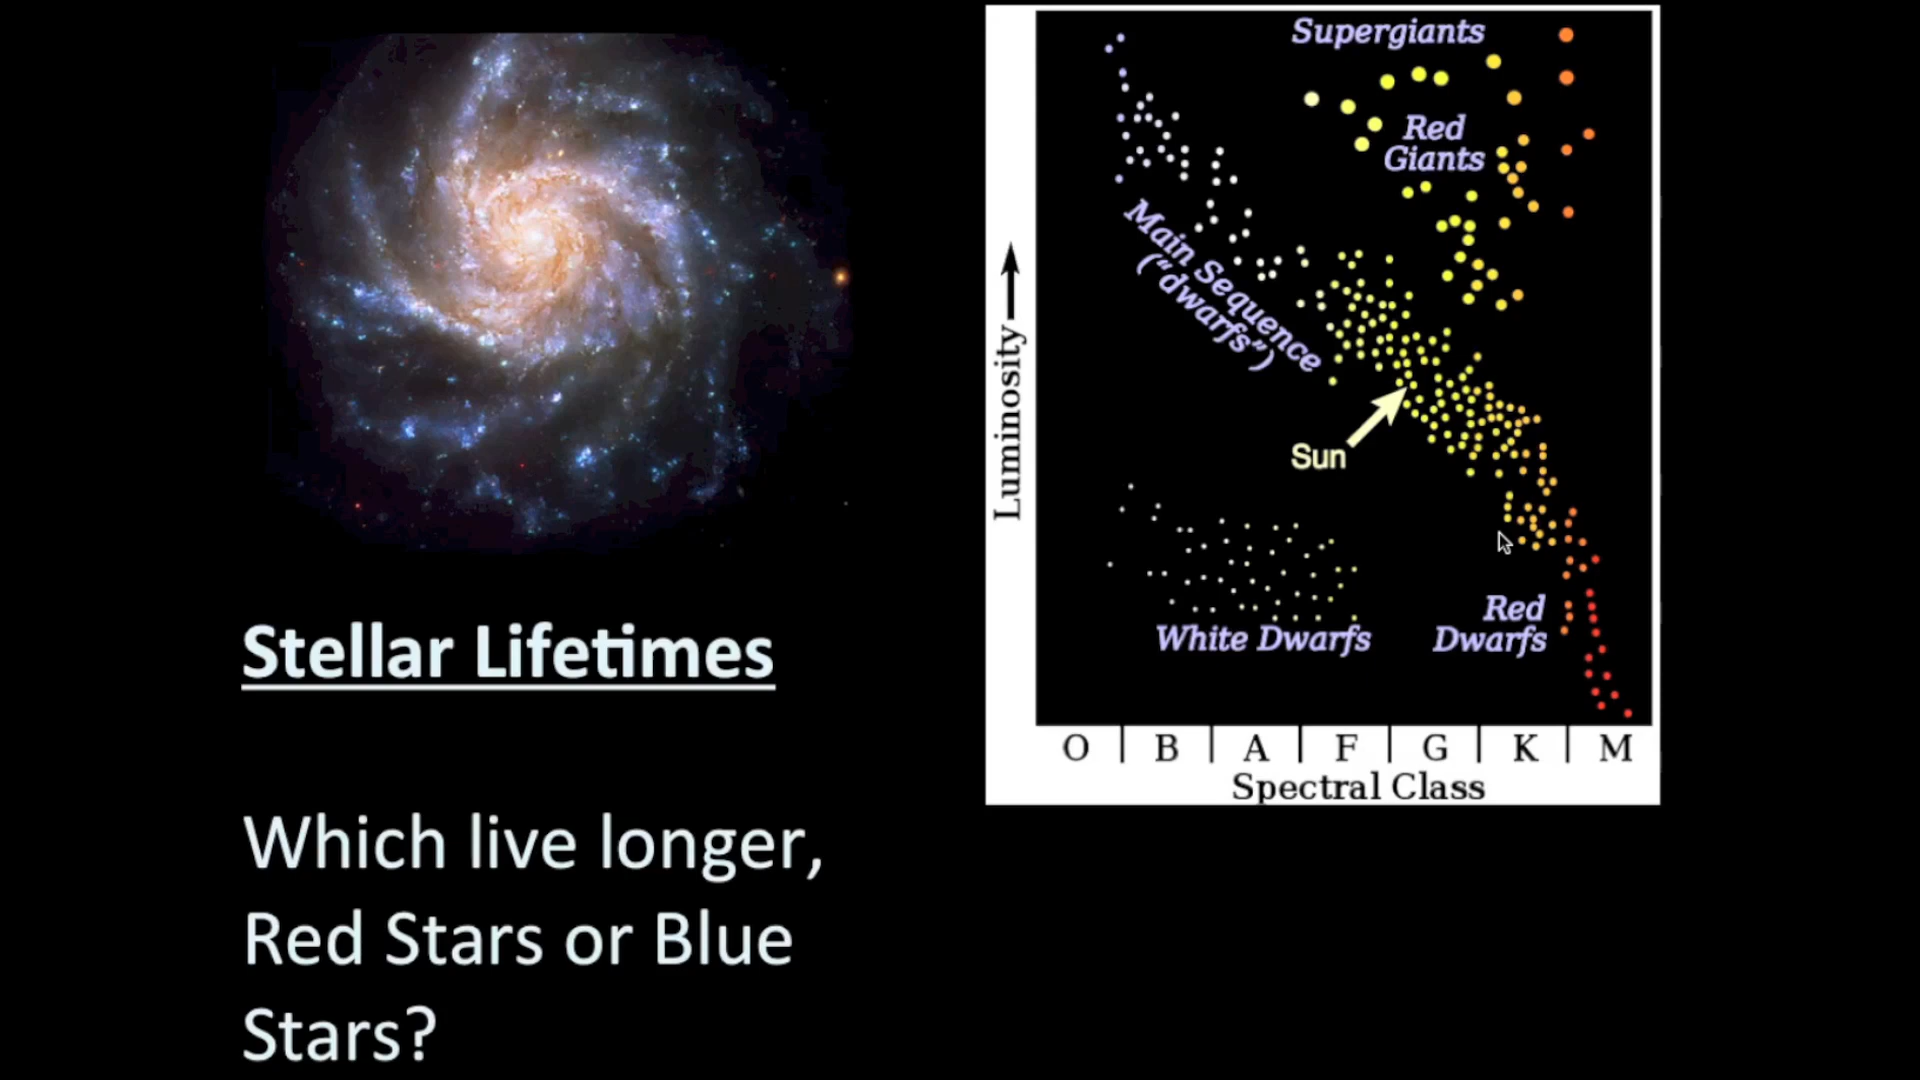 Stellar Lifetimes
Which live longer,
Red Stars or Blue
Stars?
Supergiants
Red
Giants
Main Sequence
("dwarfs")
Sun
White Dwarfs
Red
Dwarfs
Luminosity
O B A F G K M
Spectral Class